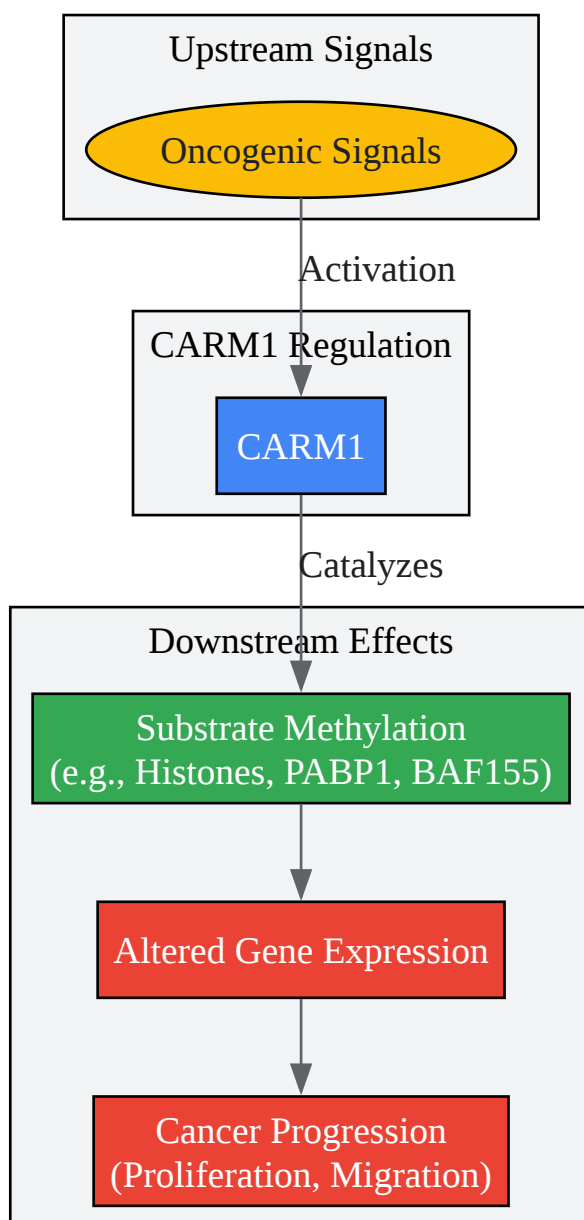 Upstream Signals
Oncogenic Signals
Activation
CARM1 Regulation
CARM1
Catalyzes
Downstream Effects
Substrate Methylation
(e.g., Histones, PABP1, BAF155)
Altered Gene Expression
Cancer Progression
(Proliferation, Migration)